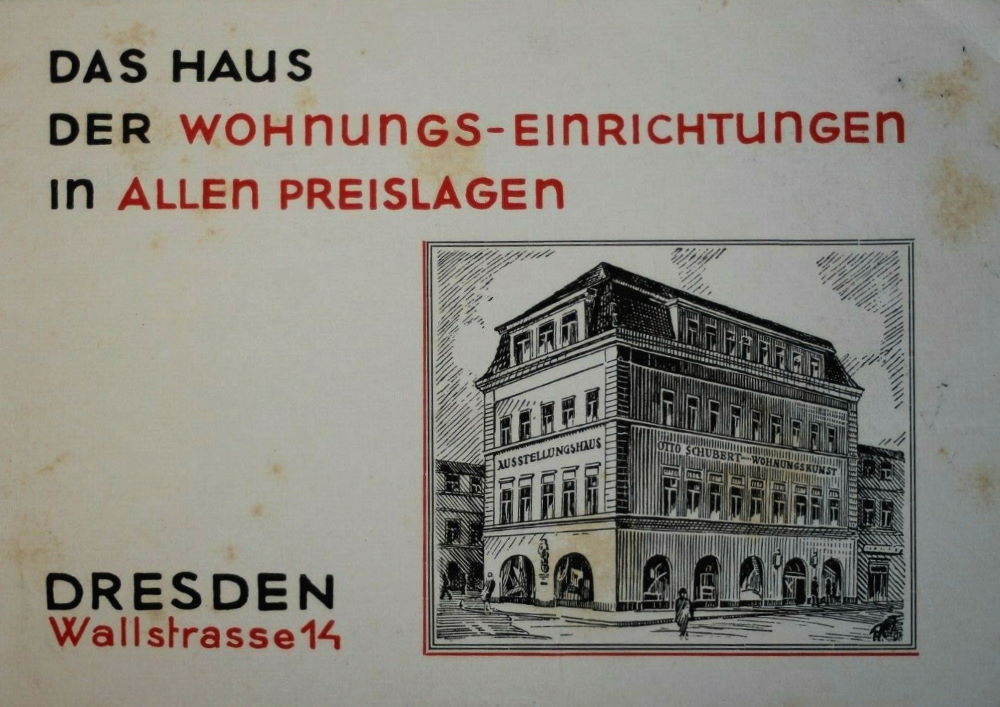 DAS HAUS
DER WOHNUNGS-EINRICHTUNGEN
IN ALLEN PREISLAGEN
AUSSTELLUNGSHAUS
OTTO SCHUBERT WOHNUNGSKUNST
DRESDEN
Wallstrasse 14